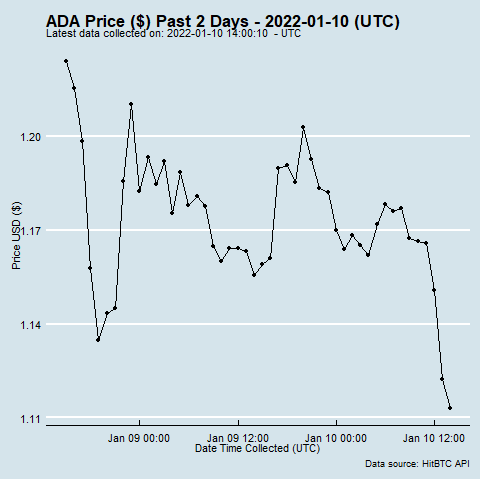 ADA Price ($) Past 2 Days - 2022-01-10 (UTC)
Latest data collected on: 2022-01-10 14:00:10 - UTC
1.20
1.17
1.14
1.11
Price USD ($)
Jan 09 00:00
Jan 09 12:00
Jan 10 00:00
Jan 10 12:00
Date Time Collected (UTC)
Data source: HitBTC API